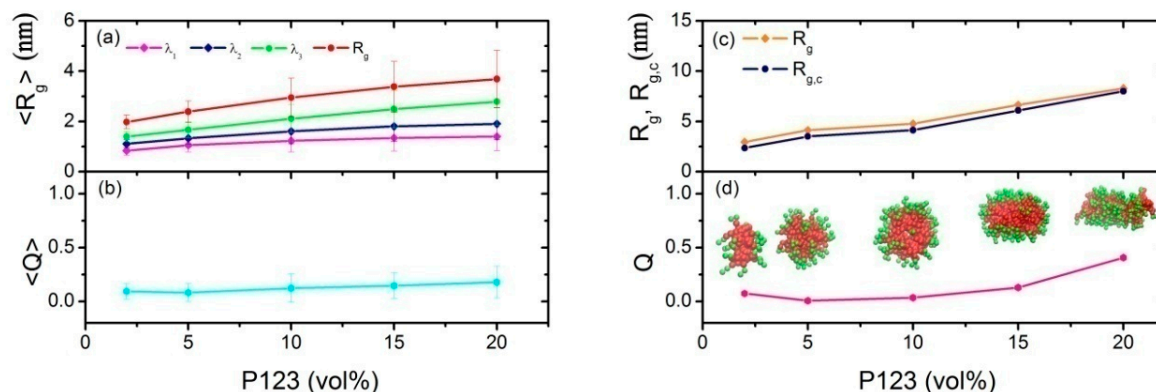 (a)
λ₁ λ₂ λ₃ R_g
<R_g> (nm)
6
4
2
0
(b)
<Q>
1.0
0.5
0.0
0 5 10 15 20
P123 (vol%)
(c)
R_g
R_g,c
R_g, R_g,c (nm)
15
10
5
0
(d)
Q
1.0
0.5
0.0
0 5 10 15 20
P123 (vol%)